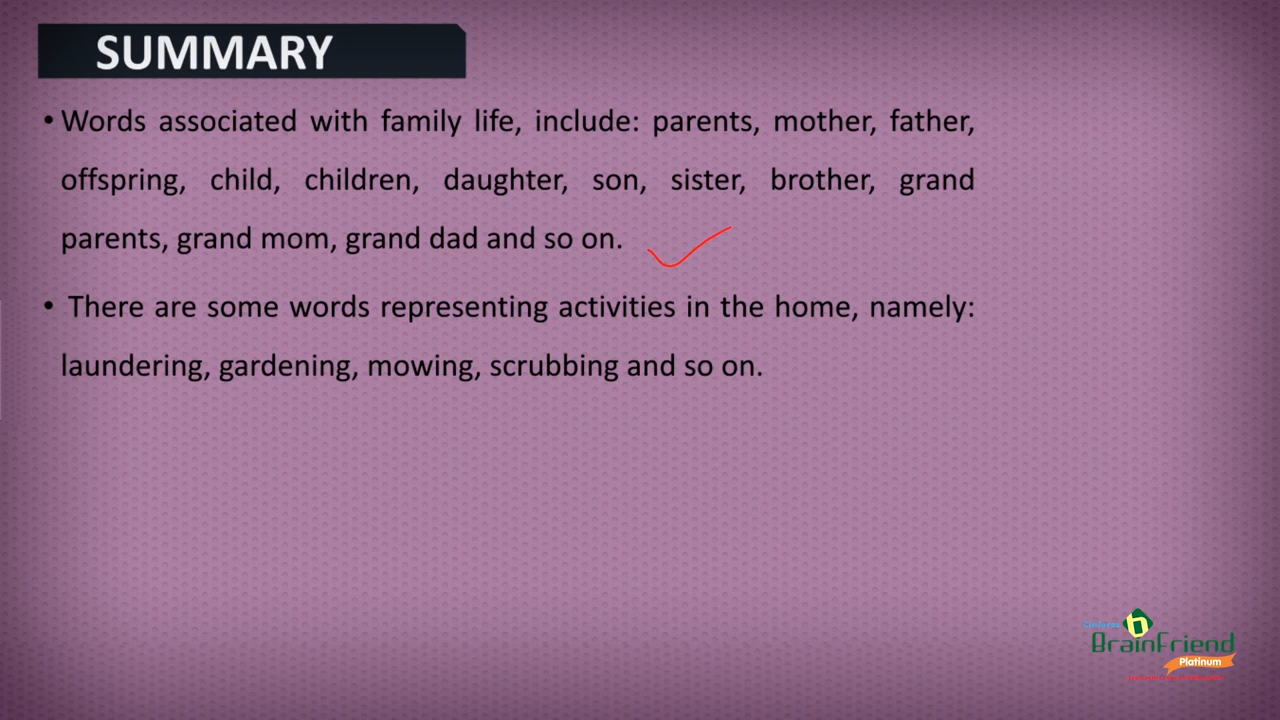 SUMMARY
• Words associated with family life, include: parents, mother, father,
offspring, child, children, daughter, son, sister, brother, grand
parents, grand mom, grand dad and so on.
• There are some words representing activities in the home, namely:
laundering, gardening, mowing, scrubbing and so on.
BrainFriend
Platinum